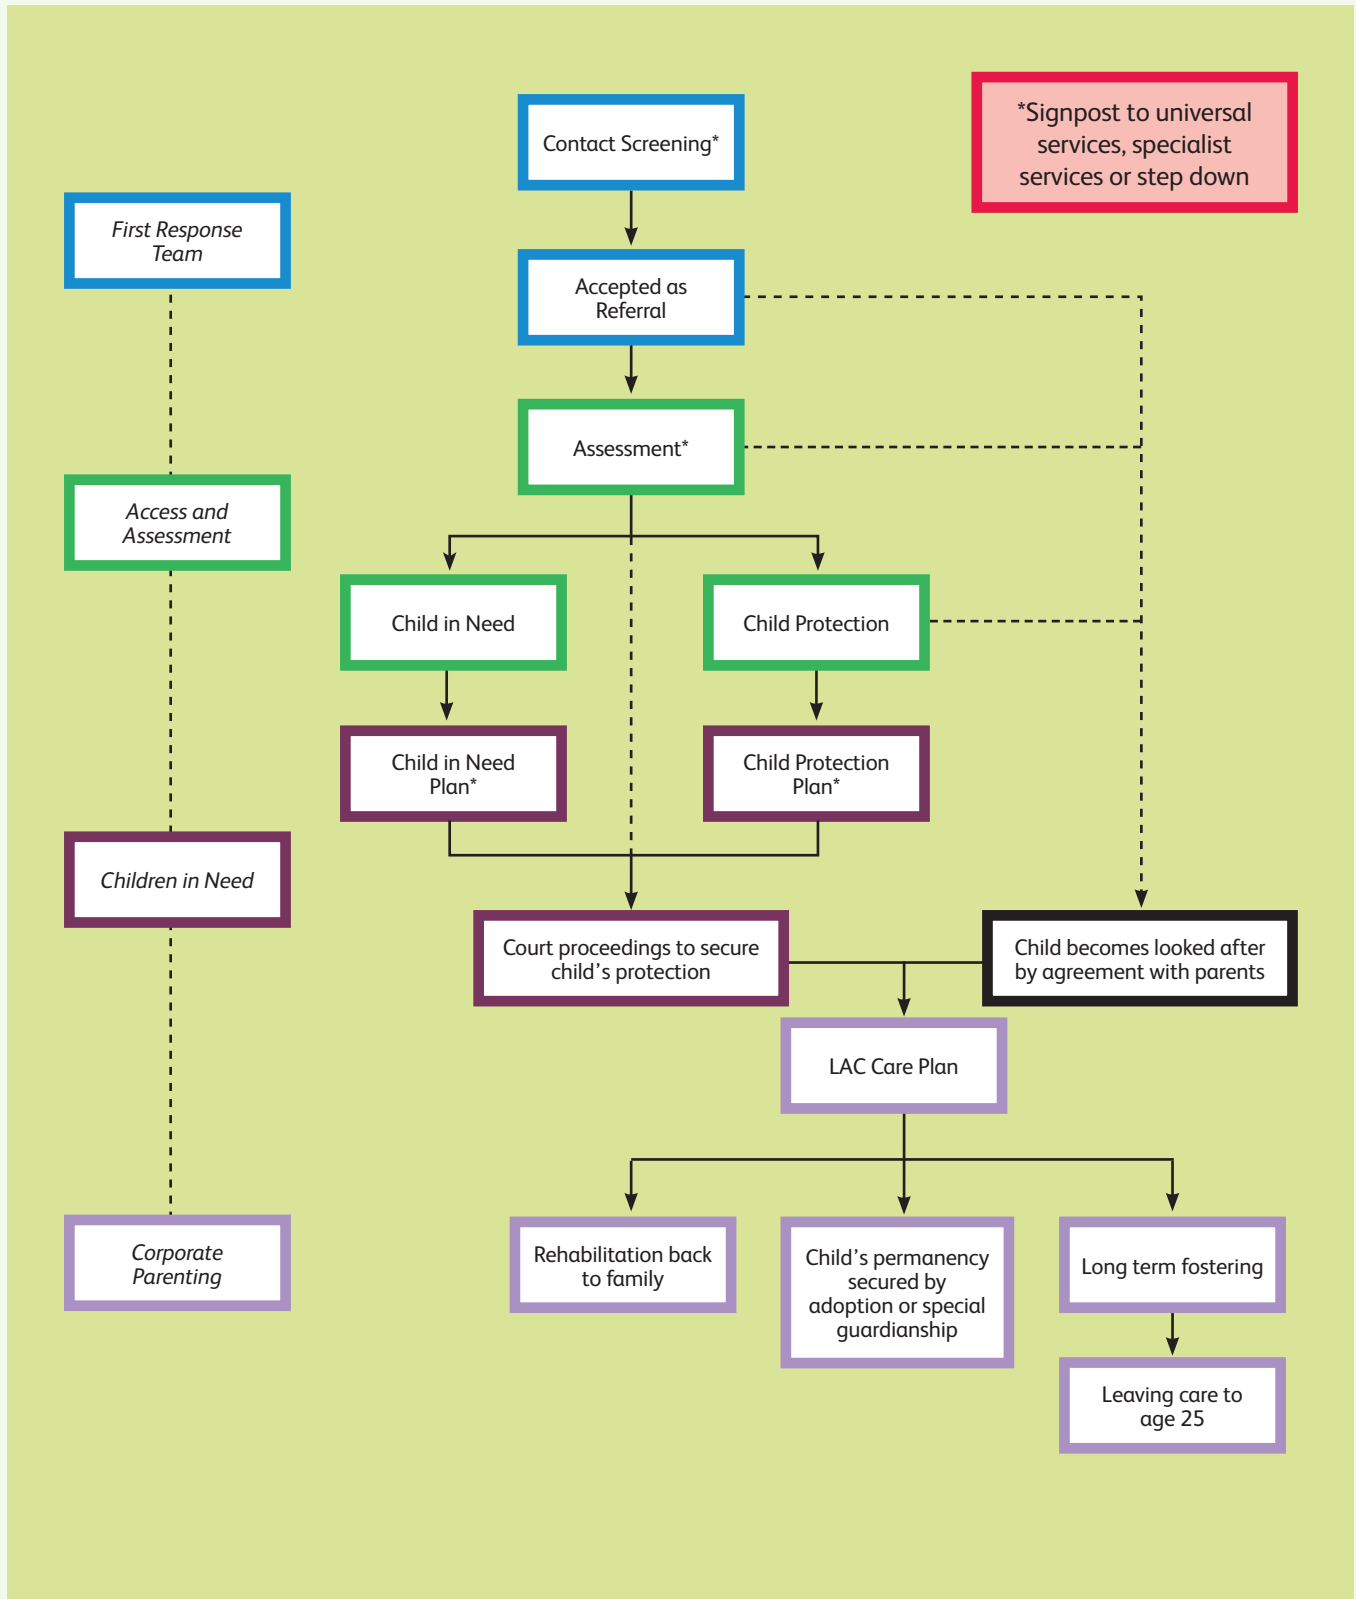 Contact Screening*
*Signpost to universal
services, specialist
services or step down
First Response
Team
Accepted as
Referral
Assessment*
Access and
Assessment
Child in Need
Child Protection
Child in Need
Plan*
Child Protection
Plan*
Children in Need
Court proceedings to secure
child’s protection
Child becomes looked after
by agreement with parents
LAC Care Plan
Corporate
Parenting
Rehabilitation back
to family
Child’s permanency
secured by
adoption or special
guardianship
Long term fostering
Leaving care to
age 25